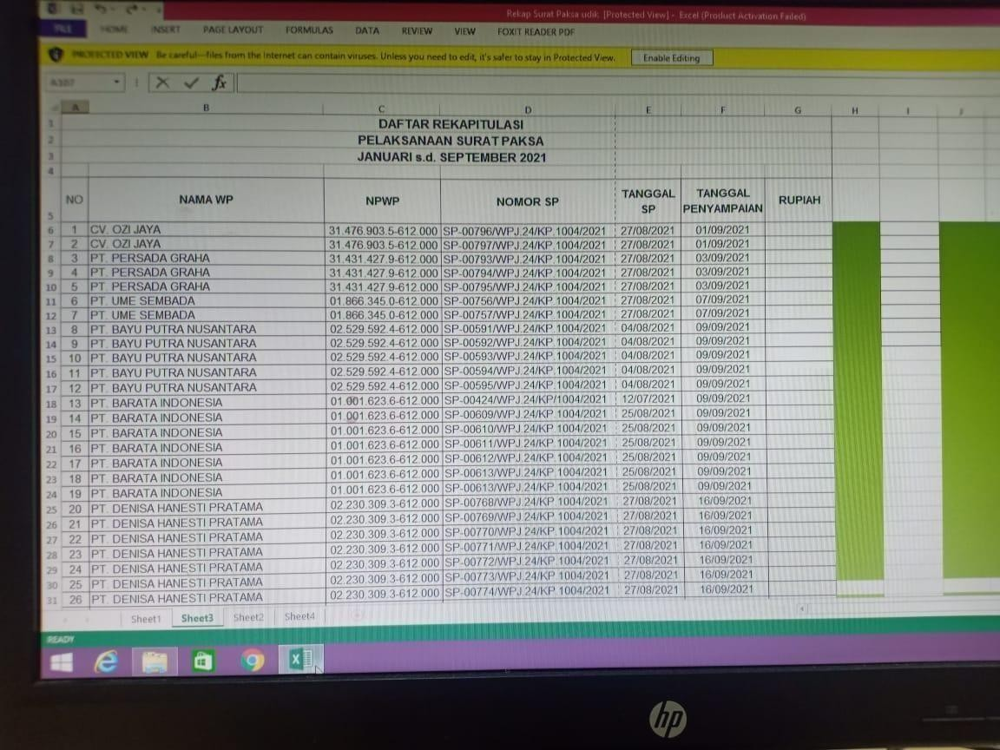 Rekap Surat Paksa udik [Protected View] - Excel (Product Activation Failed)
FILE HOME INSERT PAGE LAYOUT FORMULAS DATA REVIEW VIEW FOXIT READER PDF
PROTECTED VIEW Be careful—files from the Internet can contain viruses. Unless you need to edit, it's safer to stay in Protected View. Enable Editing
fx
A B C D E F G H I
1 DAFTAR REKAPITULASI
2 PELAKSANAAN SURAT PAKSA
3 JANUARI s.d. SEPTEMBER 2021
4
5 NO NAMA WP NPWP NOMOR SP TANGGAL SP TANGGAL PENYAMPAIAN RUPIAH
6 1 CV. OZI JAYA 31.476.903.5-612.000 SP-00796/WPJ.24/KP.1004/2021 27/08/2021 01/09/2021
7 2 CV. OZI JAYA 31.476.903.5-612.000 SP-00797/WPJ.24/KP.1004/2021 27/08/2021 01/09/2021
8 3 PT. PERSADA GRAHA 31.431.427.9-612.000 SP-00793/WPJ.24/KP.1004/2021 27/08/2021 03/09/2021
9 4 PT. PERSADA GRAHA 31.431.427.9-612.000 SP-00794/WPJ.24/KP.1004/2021 27/08/2021 03/09/2021
10 5 PT. PERSADA GRAHA 31.431.427.9-612.000 SP-00795/WPJ.24/KP.1004/2021 27/08/2021 03/09/2021
11 6 PT. UME SEMBADA 01.866.345.0-612.000 SP-00756/WPJ.24/KP.1004/2021 27/08/2021 07/09/2021
12 7 PT. UME SEMBADA 01.866.345.0-612.000 SP-00757/WPJ.24/KP.1004/2021 27/08/2021 07/09/2021
13 8 PT. BAYU PUTRA NUSANTARA 02.529.592.4-612.000 SP-00591/WPJ.24/KP.1004/2021 04/08/2021 09/09/2021
14 9 PT. BAYU PUTRA NUSANTARA 02.529.592.4-612.000 SP-00592/WPJ.24/KP.1004/2021 04/08/2021 09/09/2021
15 10 PT. BAYU PUTRA NUSANTARA 02.529.592.4-612.000 SP-00593/WPJ.24/KP.1004/2021 04/08/2021 09/09/2021
16 11 PT. BAYU PUTRA NUSANTARA 02.529.592.4-612.000 SP-00594/WPJ.24/KP.1004/2021 04/08/2021 09/09/2021
17 12 PT. BAYU PUTRA NUSANTARA 02.529.592.4-612.000 SP-00595/WPJ.24/KP.1004/2021 04/08/2021 09/09/2021
18 13 PT. BARATA INDONESIA 01.001.623.6-612.000 SP-00424/WPJ.24/KP/1004/2021 12/07/2021 09/09/2021
19 14 PT. BARATA INDONESIA 01.001.623.6-612.000 SP-00609/WPJ.24/KP.1004/2021 25/08/2021 09/09/2021
20 15 PT. BARATA INDONESIA 01.001.623.6-612.000 SP-00610/WPJ.24/KP.1004/2021 25/08/2021 09/09/2021
21 16 PT. BARATA INDONESIA 01.001.623.6-612.000 SP-00611/WPJ.24/KP.1004/2021 25/08/2021 09/09/2021
22 17 PT. BARATA INDONESIA 01.001.623.6-612.000 SP-00612/WPJ.24/KP.1004/2021 25/08/2021 09/09/2021
23 18 PT. BARATA INDONESIA 01.001.623.6-612.000 SP-00613/WPJ.24/KP.1004/2021 25/08/2021 09/09/2021
24 19 PT. BARATA INDONESIA 01.001.623.6-612.000 SP-00613/WPJ.24/KP.1004/2021 25/08/2021 09/09/2021
25 20 PT. DENISA HANESTI PRATAMA 02.230.309.3-612.000 SP-00768/WPJ.24/KP.1004/2021 27/08/2021 16/09/2021
26 21 PT. DENISA HANESTI PRATAMA 02.230.309.3-612.000 SP-00769/WPJ.24/KP.1004/2021 27/08/2021 16/09/2021
27 22 PT. DENISA HANESTI PRATAMA 02.230.309.3-612.000 SP-00770/WPJ.24/KP.1004/2021 27/08/2021 16/09/2021
28 23 PT. DENISA HANESTI PRATAMA 02.230.309.3-612.000 SP-00771/WPJ.24/KP.1004/2021 27/08/2021 16/09/2021
29 24 PT. DENISA HANESTI PRATAMA 02.230.309.3-612.000 SP-00772/WPJ.24/KP.1004/2021 27/08/2021 16/09/2021
30 25 PT. DENISA HANESTI PRATAMA 02.230.309.3-612.000 SP-00773/WPJ.24/KP.1004/2021 27/08/2021 16/09/2021
31 26 PT. DENISA HANESTI PRATAMA 02.230.309.3-612.000 SP-00774/WPJ.24/KP.1004/2021 27/08/2021 16/09/2021
Sheet1 Sheet3 Sheet2 Sheet4
READY
hp